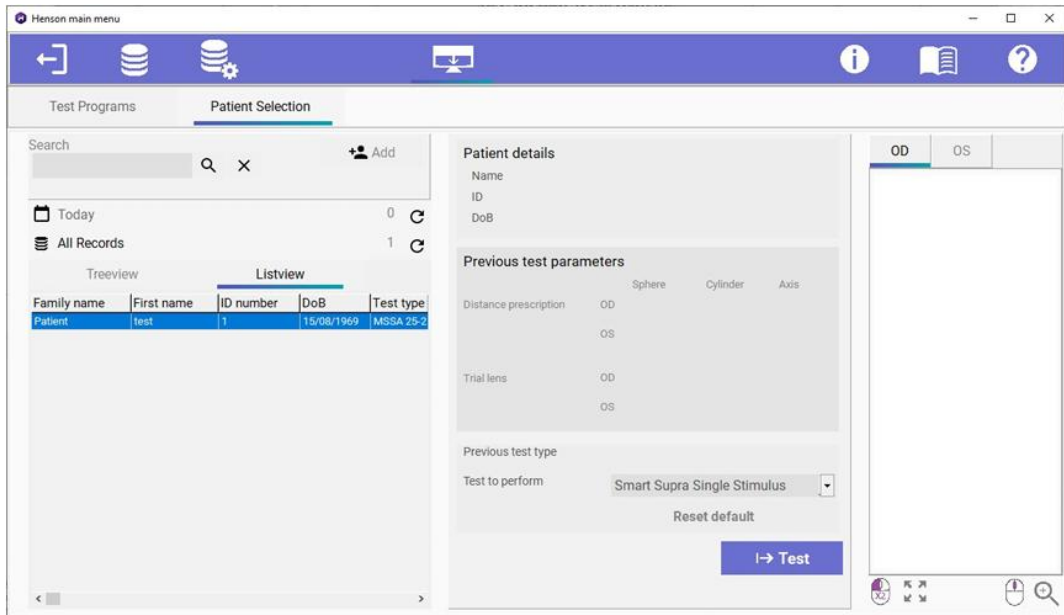 Henson main menu
Test Programs Patient Selection
Search
Add
Today 0
All Records 1
Treeview Listview
Family name First name ID number DoB Test type
Patient test 1 15/08/1969 MSSA 25-2
Patient details
Name
ID
DoB
Previous test parameters
Sphere Cylinder Axis
Distance prescription OD
OS
Trial lens OD
OS
Previous test type
Test to perform Smart Supra Single Stimulus
Reset default
Test
OD OS
X2